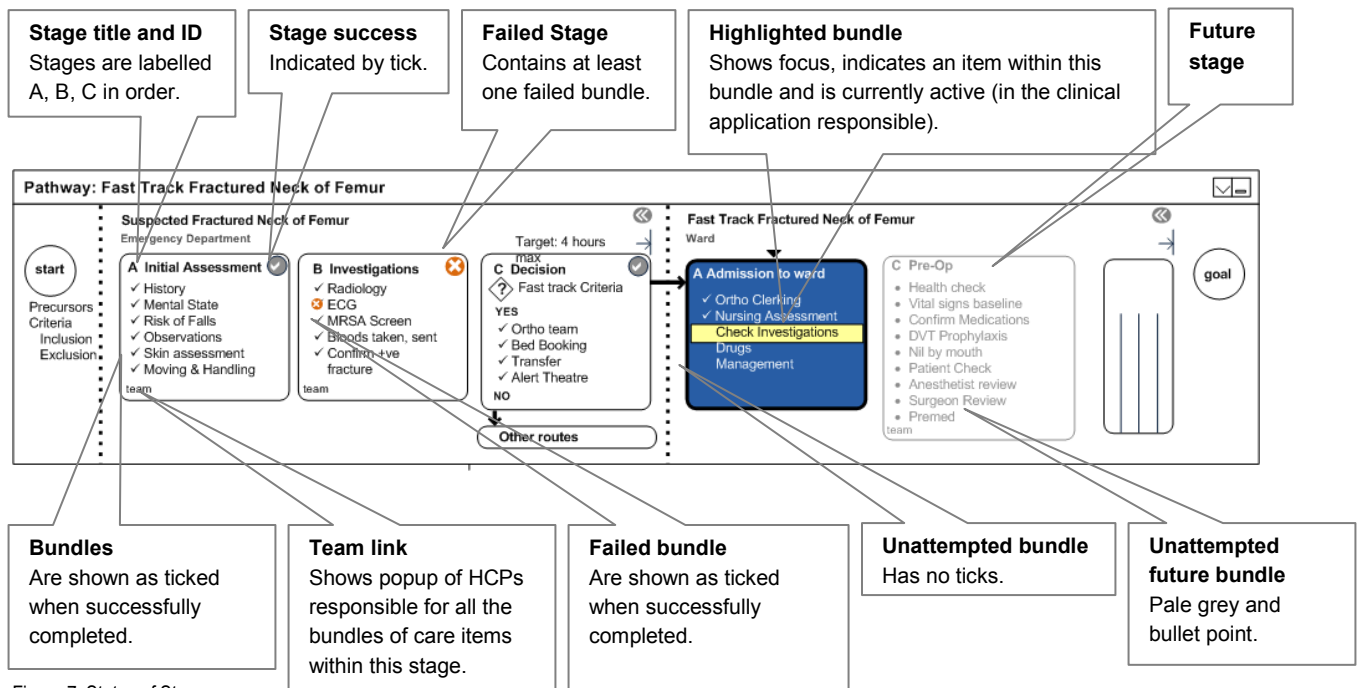 Stage title and ID
Stages are labelled
A, B, C in order.
Stage success
Indicated by tick.
Failed Stage
Contains at least
one failed bundle.
Highlighted bundle
Shows focus, indicates an item within this
bundle and is currently active (in the clinical
application responsible).
Future
stage
Pathway: Fast Track Fractured Neck of Femur
start
Precursors
Criteria
Inclusion
Exclusion
Suspected Fractured Neck of Femur
Emergency Department
Target: 4 hours
max
A Initial Assessment
✓ History
✓ Mental State
✓ Risk of Falls
✓ Observations
✓ Skin assessment
✓ Moving & Handling
team
B Investigations
✓ Radiology
ECG
✓ MRSA Screen
✓ Bloods taken, sent
✓ Confirm +ve
fracture
team
C Decision
? Fast track Criteria
YES
✓ Ortho team
✓ Bed Booking
✓ Transfer
✓ Alert Theatre
NO
Other routes
Fast Track Fractured Neck of Femur
Ward
A Admission to ward
✓ Ortho Clerking
✓ Nursing Assessment
Check Investigations
Drugs
Management
C Pre-Op
• Health check
• Vital signs baseline
• Confirm Medications
• DVT Prophylaxis
• Nil by mouth
• Patient Check
• Anesthetist review
• Surgeon Review
• Premed
team
goal
Bundles
Are shown as ticked
when successfully
completed.
Team link
Shows popup of HCPs
responsible for all the
bundles of care items
within this stage.
Failed bundle
Are shown as ticked
when successfully
completed.
Unattempted bundle
Has no ticks.
Unattempted
future bundle
Pale grey and
bullet point.